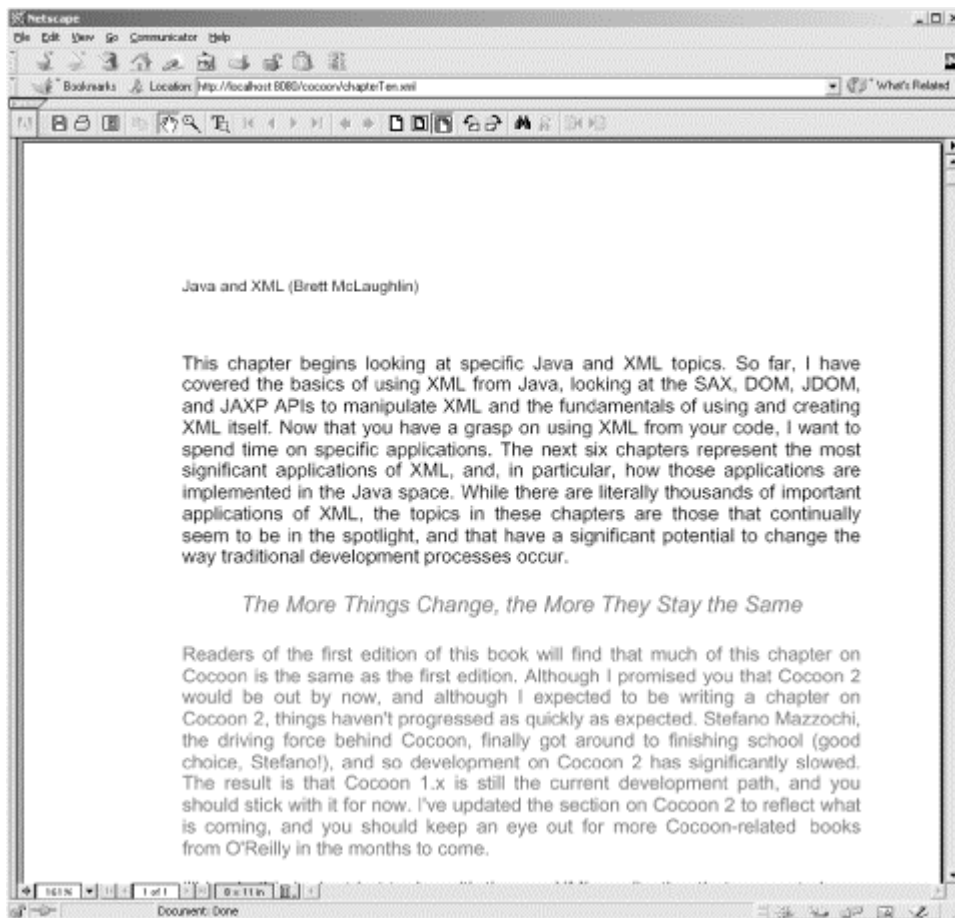 Netscape
File Edit View Go Communicator Help
Bookmarks Location: http://localhost:8080/cocoon/chapterTen.xml What's Related
Java and XML (Brett McLaughlin)
This chapter begins looking at specific Java and XML topics. So far, I have
covered the basics of using XML from Java, looking at the SAX, DOM, JDOM,
and JAXP APIs to manipulate XML and the fundamentals of using and creating
XML itself. Now that you have a grasp on using XML from your code, I want to
spend time on specific applications. The next six chapters represent the most
significant applications of XML, and, in particular, how those applications are
implemented in the Java space. While there are literally thousands of important
applications of XML, the topics in these chapters are those that continually
seem to be in the spotlight, and that have a significant potential to change the
way traditional development processes occur.
The More Things Change, the More They Stay the Same
Readers of the first edition of this book will find that much of this chapter on
Cocoon is the same as the first edition. Although I promised you that Cocoon 2
would be out by now, and although I expected to be writing a chapter on
Cocoon 2, things haven't progressed as quickly as expected. Stefano Mazzochi,
the driving force behind Cocoon, finally got around to finishing school (good
choice, Stefano!), and so development on Cocoon 2 has significantly slowed.
The result is that Cocoon 1.x is still the current development path, and you
should stick with it for now. I've updated the section on Cocoon 2 to reflect what
is coming, and you should keep an eye out for more Cocoon-related books
from O'Reilly in the months to come.
161% 1 of 1 8 x 11 in
Document: Done